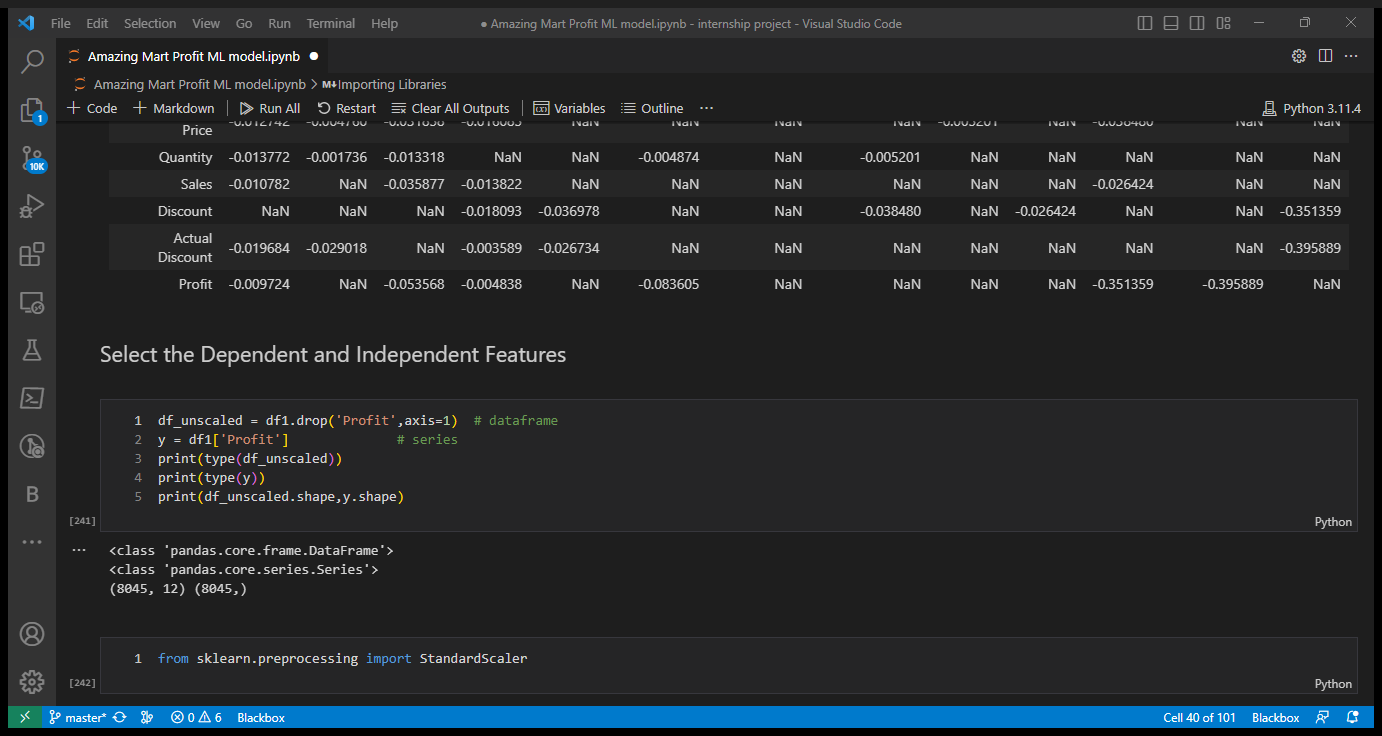 File Edit Selection View Go Run Terminal Help
● Amazing Mart Profit ML model.ipynb - internship project - Visual Studio Code
Amazing Mart Profit ML model.ipynb ●
Amazing Mart Profit ML model.ipynb > M↓Importing Libraries
+ Code + Markdown | Run All Restart Clear All Outputs | Variables Outline ···
Python 3.11.4
Price
Quantity -0.013772 -0.001736 -0.013318 NaN NaN -0.004874 NaN -0.005201 NaN NaN NaN NaN NaN
Sales -0.010782 NaN -0.035877 -0.013822 NaN NaN NaN NaN NaN NaN -0.026424 NaN NaN
Discount NaN NaN NaN -0.018093 -0.036978 NaN NaN -0.038480 NaN -0.026424 NaN NaN -0.351359
Actual
Discount -0.019684 -0.029018 NaN -0.003589 -0.026734 NaN NaN NaN NaN NaN NaN NaN -0.395889
Profit -0.009724 NaN -0.053568 -0.004838 NaN -0.083605 NaN NaN NaN NaN -0.351359 -0.395889 NaN
Select the Dependent and Independent Features
1 df_unscaled = df1.drop('Profit',axis=1) # dataframe
2 y = df1['Profit'] # series
3 print(type(df_unscaled))
4 print(type(y))
5 print(df_unscaled.shape,y.shape)
[241]
Python
··· <class 'pandas.core.frame.DataFrame'>
<class 'pandas.core.series.Series'>
(8045, 12) (8045,)
1 from sklearn.preprocessing import StandardScaler
[242]
Python
1
10K
B
master* 0 6 Blackbox
Cell 40 of 101 Blackbox